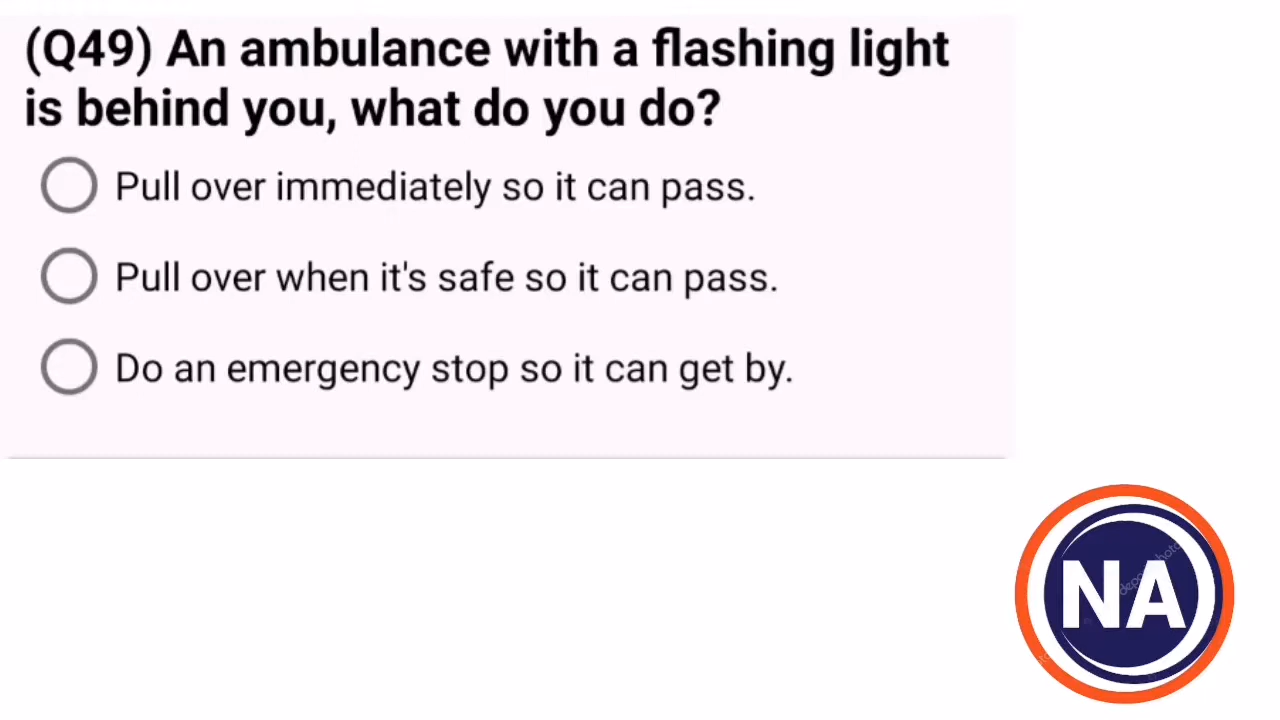 (Q49) An ambulance with a flashing light
is behind you, what do you do?
Pull over immediately so it can pass.
Pull over when it's safe so it can pass.
Do an emergency stop so it can get by.
NA